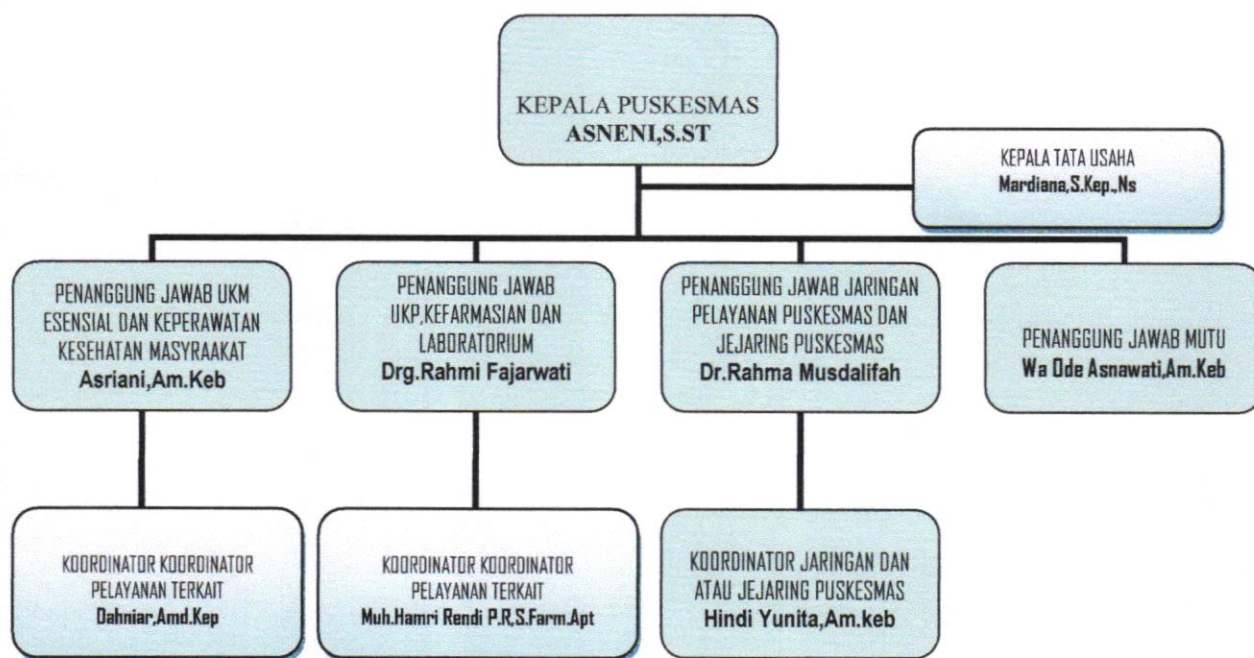 KEPALA PUSKESMAS
ASNENI,S.ST
KEPALA TATA USAHA
Mardiana,S.Kep.,Ns
PENANGGUNG JAWAB UKM
ESENSIAL DAN KEPERAWATAN
KESEHATAN MASYRAAKAT
Asriani,Am.Keb
PENANGGUNG JAWAB
UKP,KEFARMASIAN DAN
LABORATORIUM
Drg.Rahmi Fajarwati
PENANGGUNG JAWAB JARINGAN
PELAYANAN PUSKESMAS DAN
JEJARING PUSKESMAS
Dr.Rahma Musdalifah
PENANGGUNG JAWAB MUTU
Wa Ode Asnawati,Am.Keb
KOORDINATOR KOORDINATOR
PELAYANAN TERKAIT
Dahniar,Amd.Kep
KOORDINATOR KOORDINATOR
PELAYANAN TERKAIT
Muh.Hamri Rendi P.R,S.Farm.Apt
KOORDINATOR JARINGAN DAN
ATAU JEJARING PUSKESMAS
Hindi Yunita,Am.keb